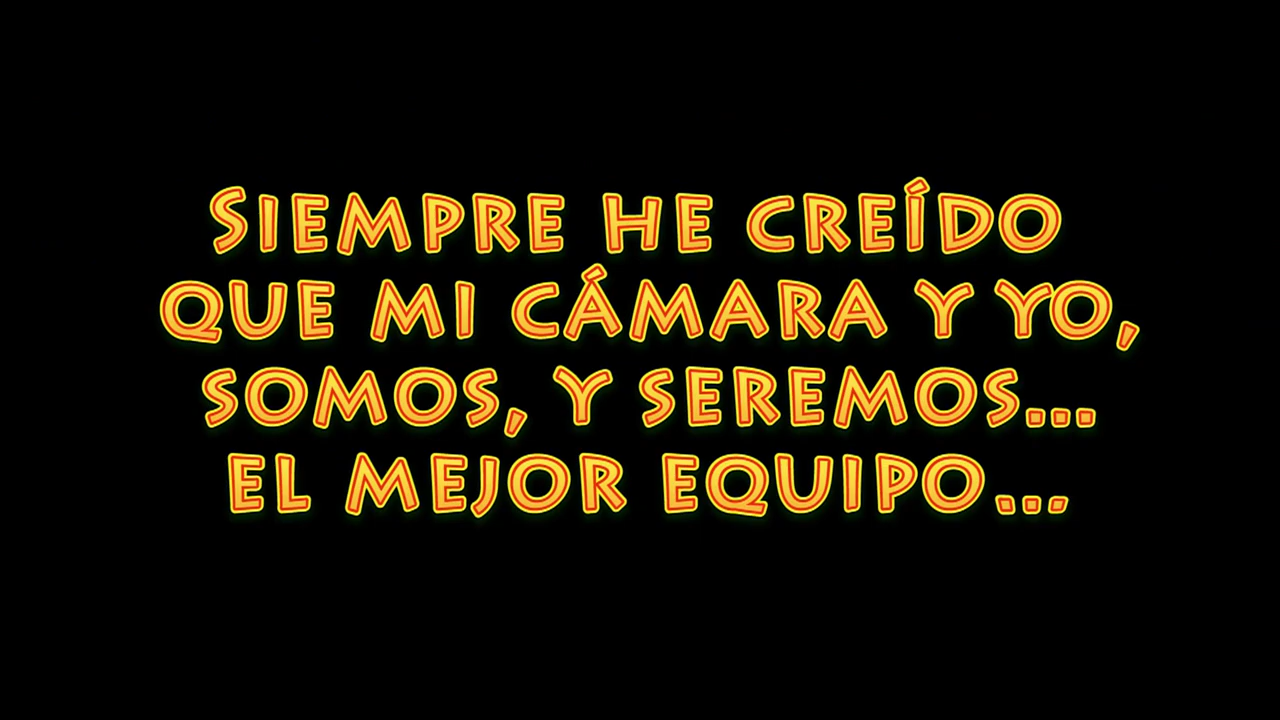 SIEMPRE HE CREÍDO
QUE MI CÁMARA Y YO,
SOMOS, Y SEREMOS...
EL MEJOR EQUIPO...